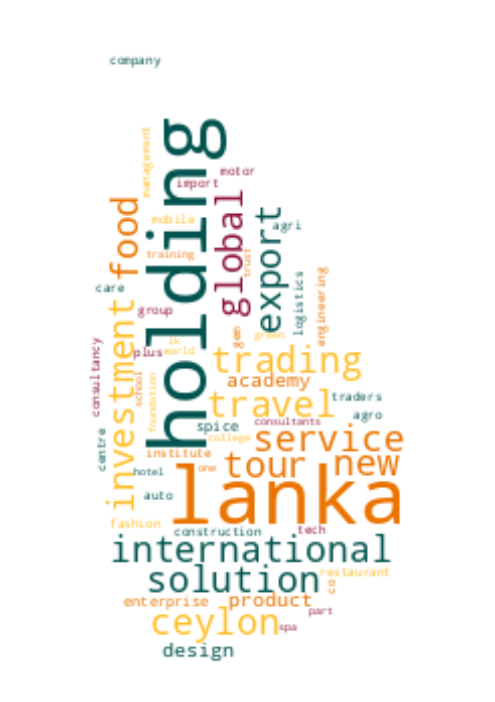 company
holding
management
motor
import
global
food
mobile
export
agri
training
trust
care
logistics
engineering
group
investment
gem
green
lk
world
plus
consultancy
trading
school
foundation
academy
travel
traders
agro
consultants
spice
centre
college
service
institute
tour
new
one
hotel
lanka
auto
fashion
construction
tech
international
solution
restaurant
co
enterprise
product
part
ceylon
spa
design